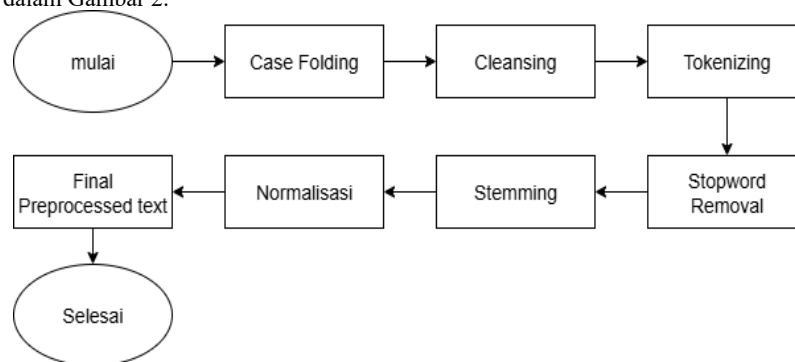 dalam Gambar 2.
mulai
Case Folding
Cleansing
Tokenizing
Stopword
Removal
Stemming
Normalisasi
Final
Preprocessed text
Selesai